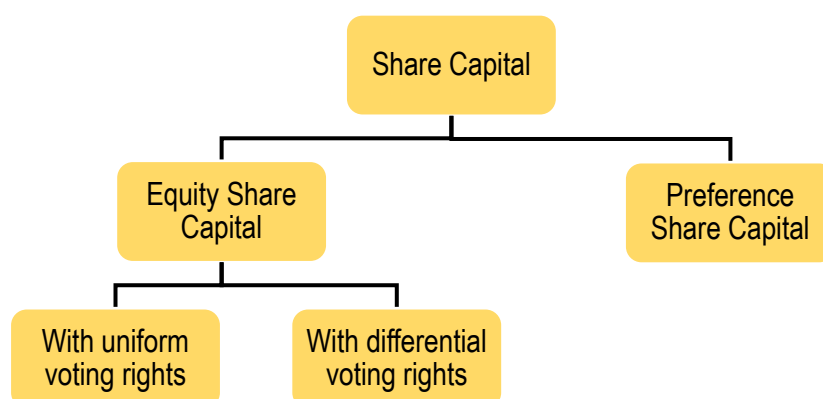 Share Capital
Equity Share
Capital
Preference
Share Capital
With uniform
voting rights
With differential
voting rights